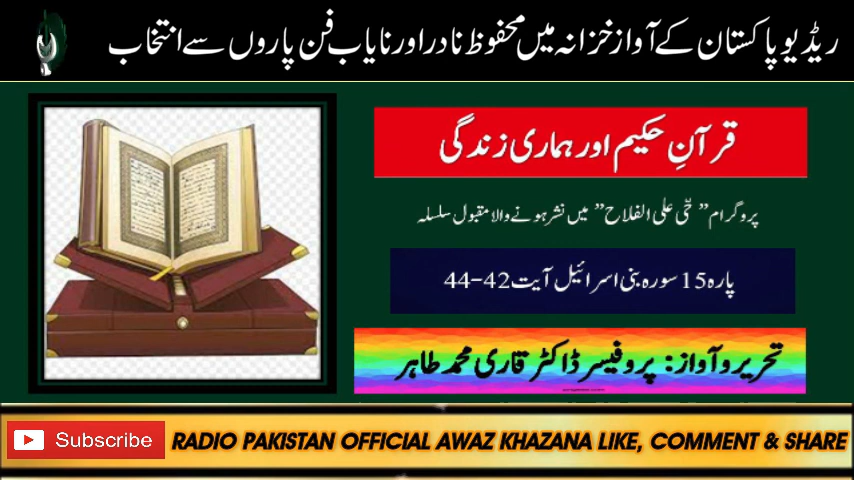 ریڈیو پاکستان کے آواز خزانہ میں محفوظ نادر اور نایاب فن پاروں سے انتخاب
قرآنِ حکیم اور ہماری زندگی
پروگرام ”حَی علی الفلاح” میں نشر ہونے والا مقبول سلسلہ
پارہ 15 سورہ بنی اسرائیل آیت 42-44
تحریر و آواز: پروفیسر ڈاکٹر قاری محمد طاہر
Subscribe
RADIO PAKISTAN OFFICIAL AWAZ KHAZANA LIKE, COMMENT & SHARE